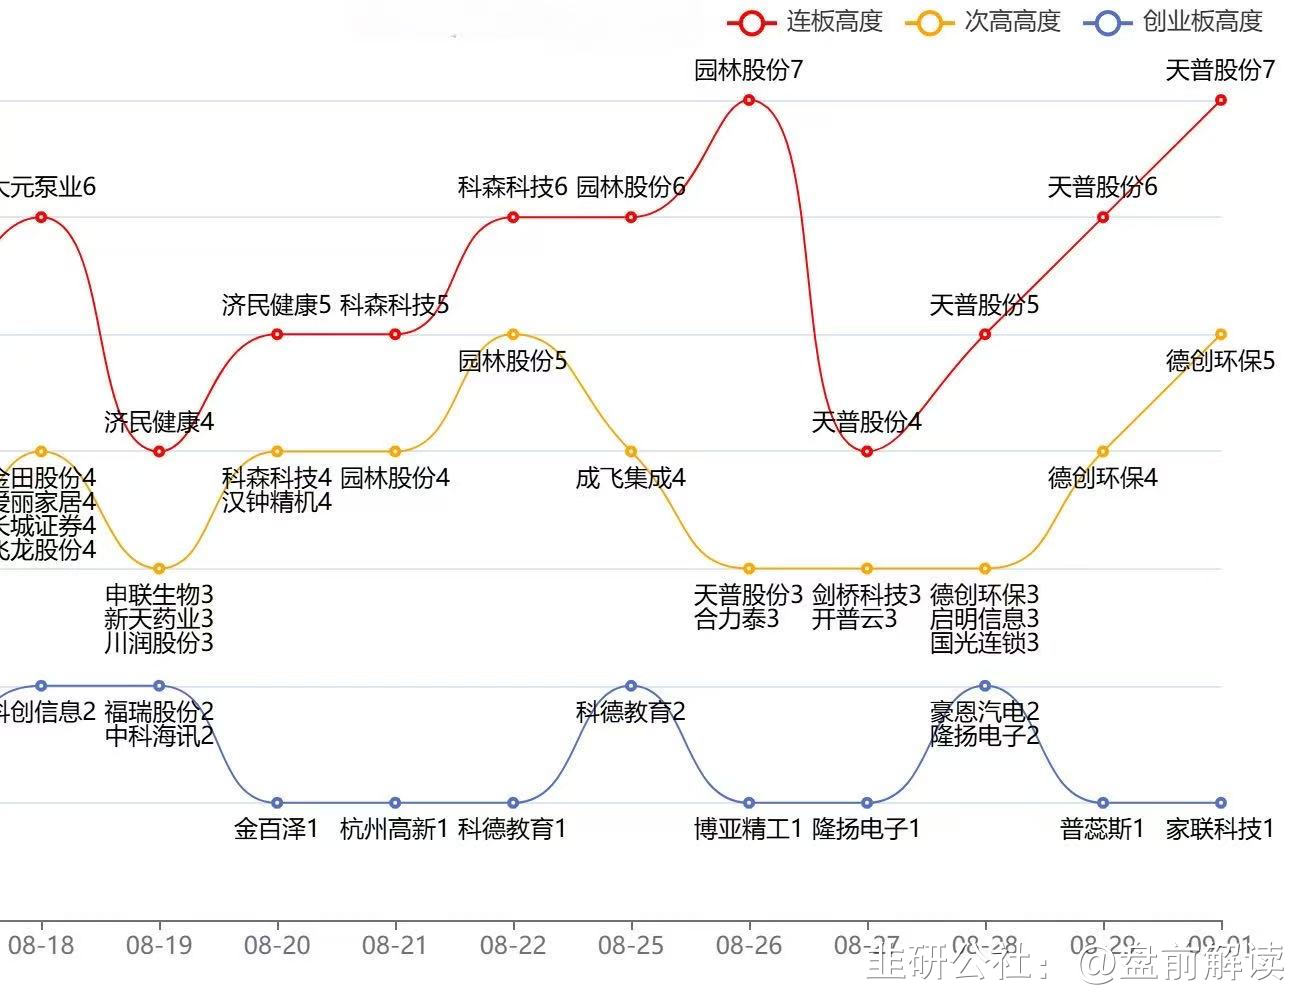 连板高度 次高高度 创业板高度
园林股份7 天普股份7
大元泵业6 科森科技6 园林股份6 天普股份6
济民健康5 科森科技5 天普股份5
园林股份5 德创环保5
济民健康4 天普股份4
金田股份4 科森科技4 园林股份4 成飞集成4 德创环保4
爱丽家居4 汉钟精机4
长城证券4
飞龙股份4
申联生物3 天普股份3 剑桥科技3 德创环保3
新天药业3 合力泰3 开普云3 启明信息3
川润股份3 国光连锁3
科创信息2 福瑞股份2 科德教育2 豪恩汽电2
中科海讯2 隆扬电子2
金百泽1 杭州高新1 科德教育1 博亚精工1 隆扬电子1 普蕊斯1 家联科技1
08-18 08-19 08-20 08-21 08-22 08-25 08-26 08-27 08-28 08-29 09-01
韭研公社：@盘前解读